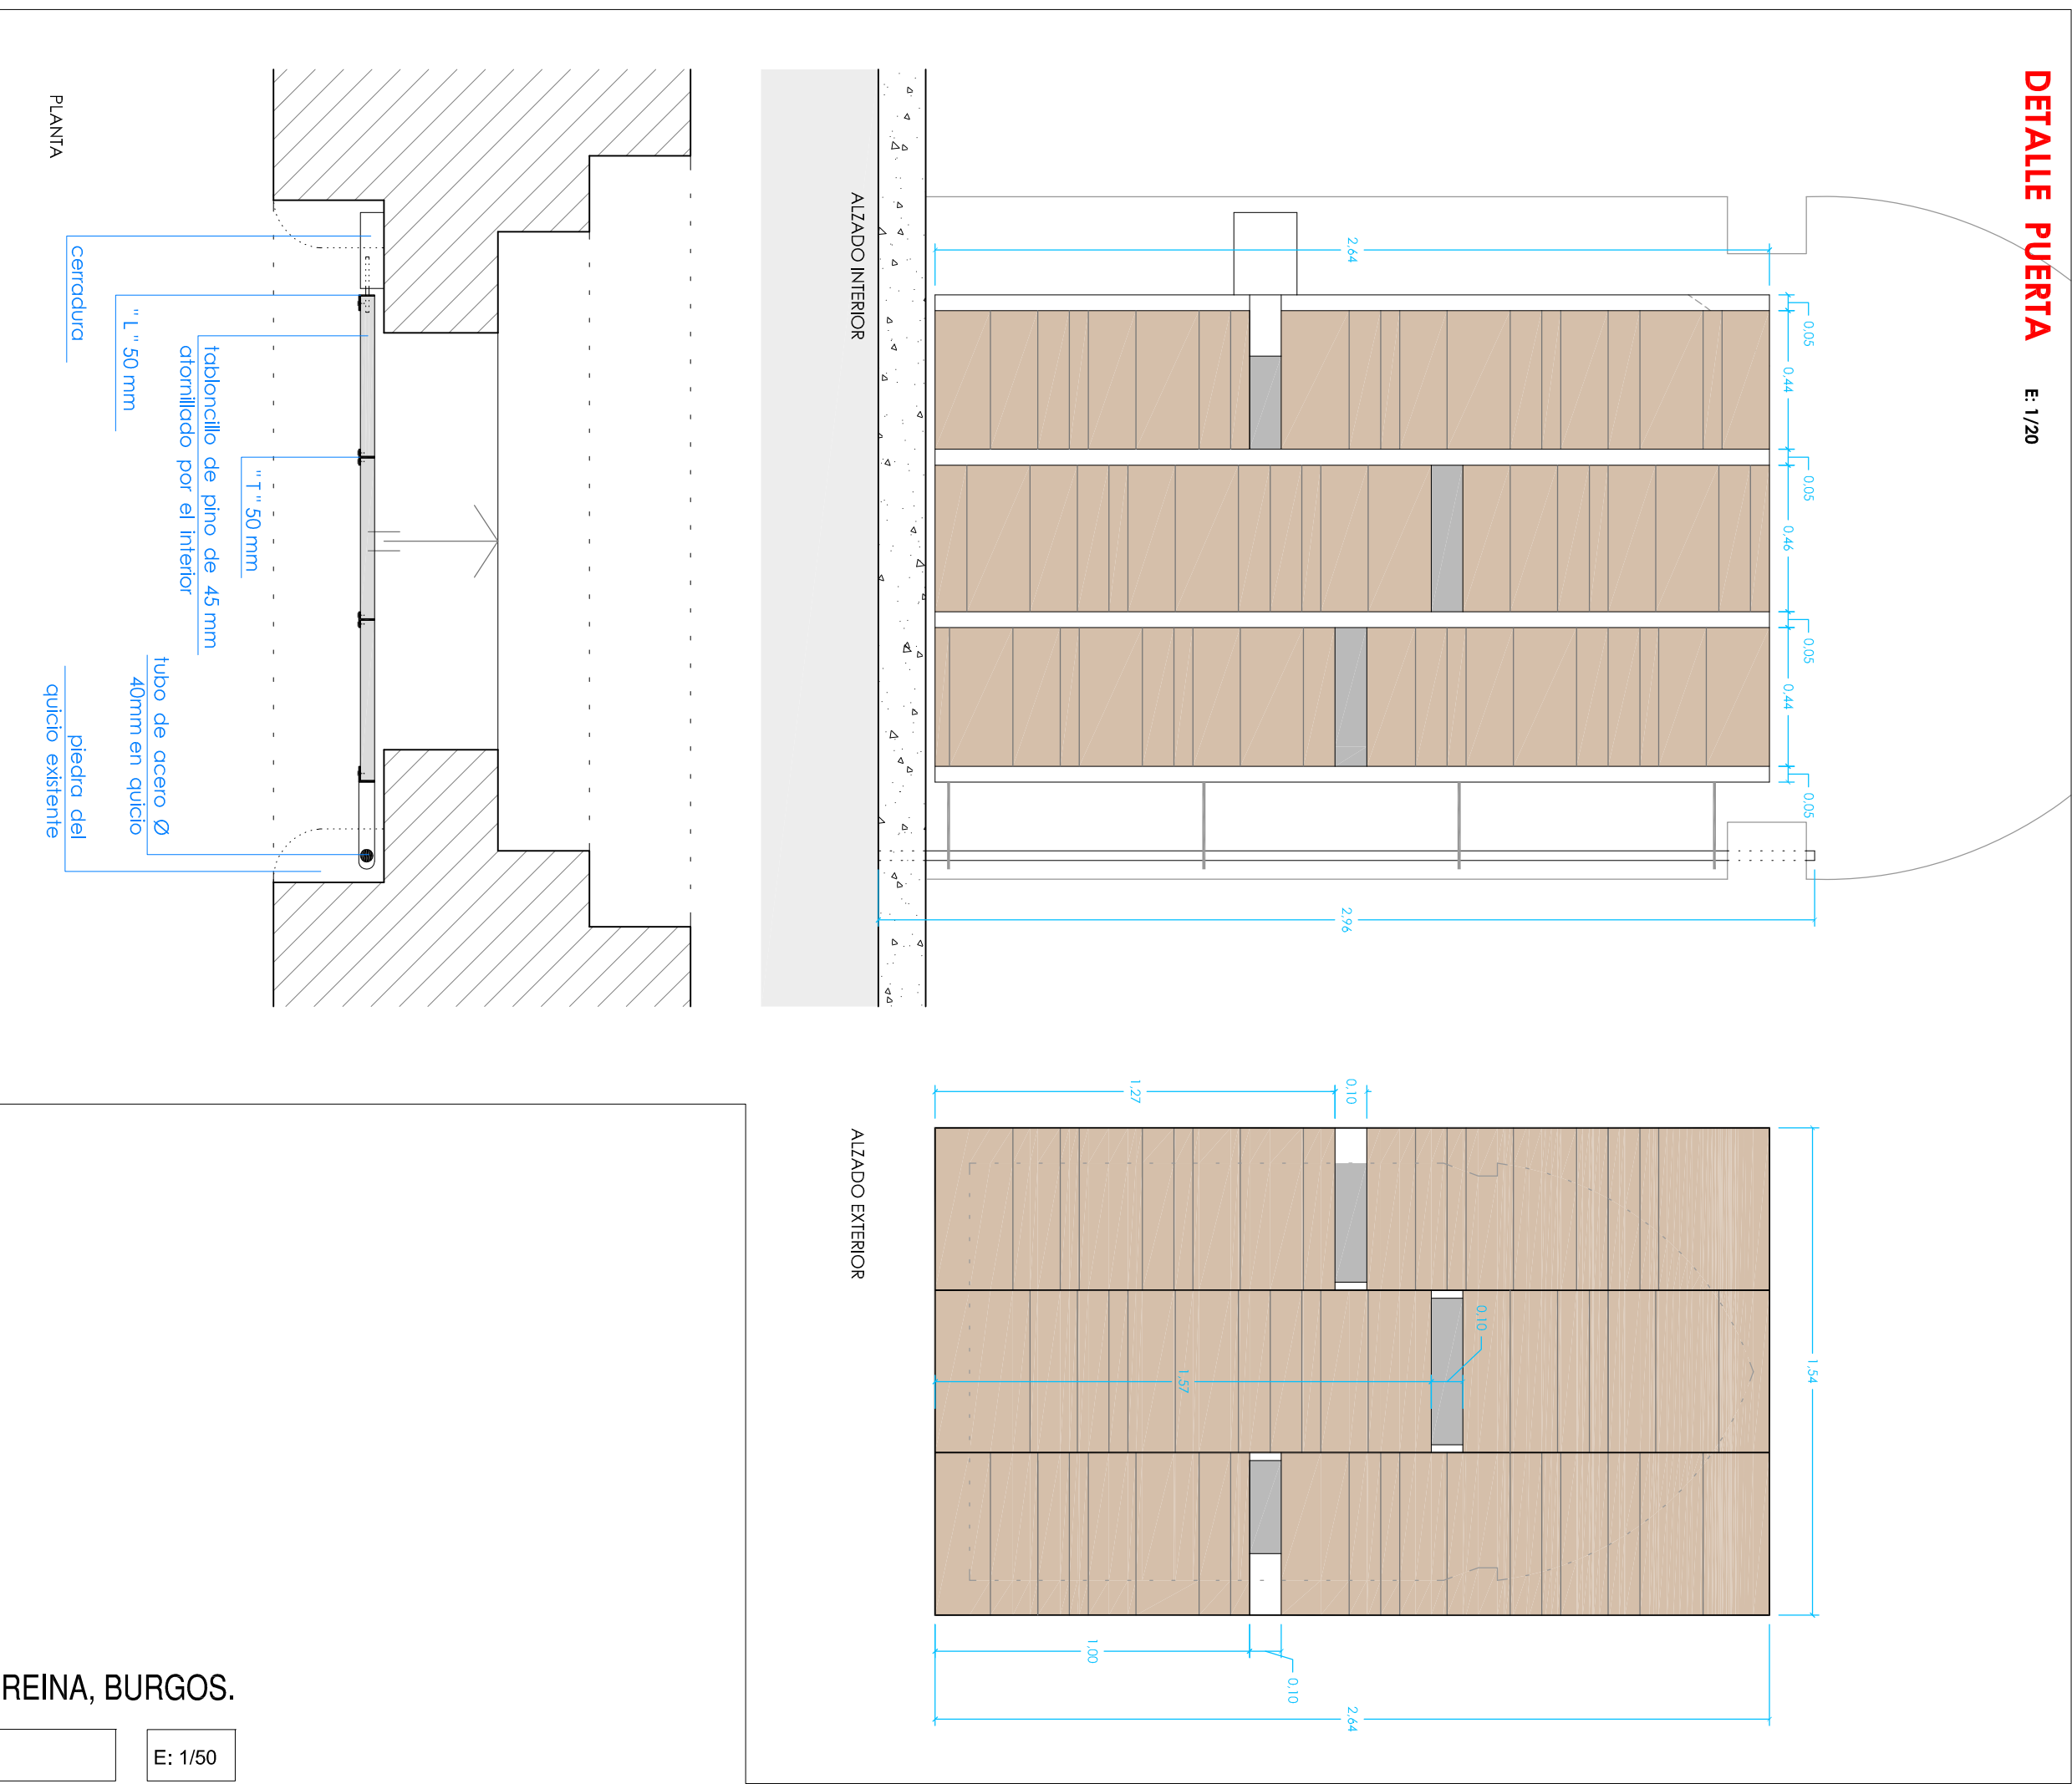 DETALLE PUERTA E: 1/20
2,64
0,05
0,44
0,05
0,46
0,05
0,44
0,05
2,96
ALZADO INTERIOR
1,27
0,10
1,54
0,10
1,57
1,00
0,10
2,64
ALZADO EXTERIOR
"T" 50 mm
tabloncillo de pino de 45 mm
atornillado por el interior
tubo de acero Ø
40mm en quicio
"L" 50 mm
cerradura
piedra del
quicio existente
PLANTA
REINA, BURGOS.
E: 1/50